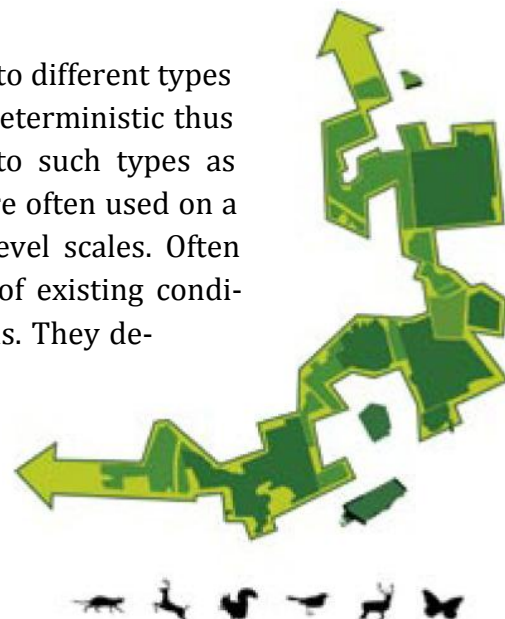 to different types
eterministic thus
to such types as
re often used on a
evel scales. Often
of existing condi-
s. They de-